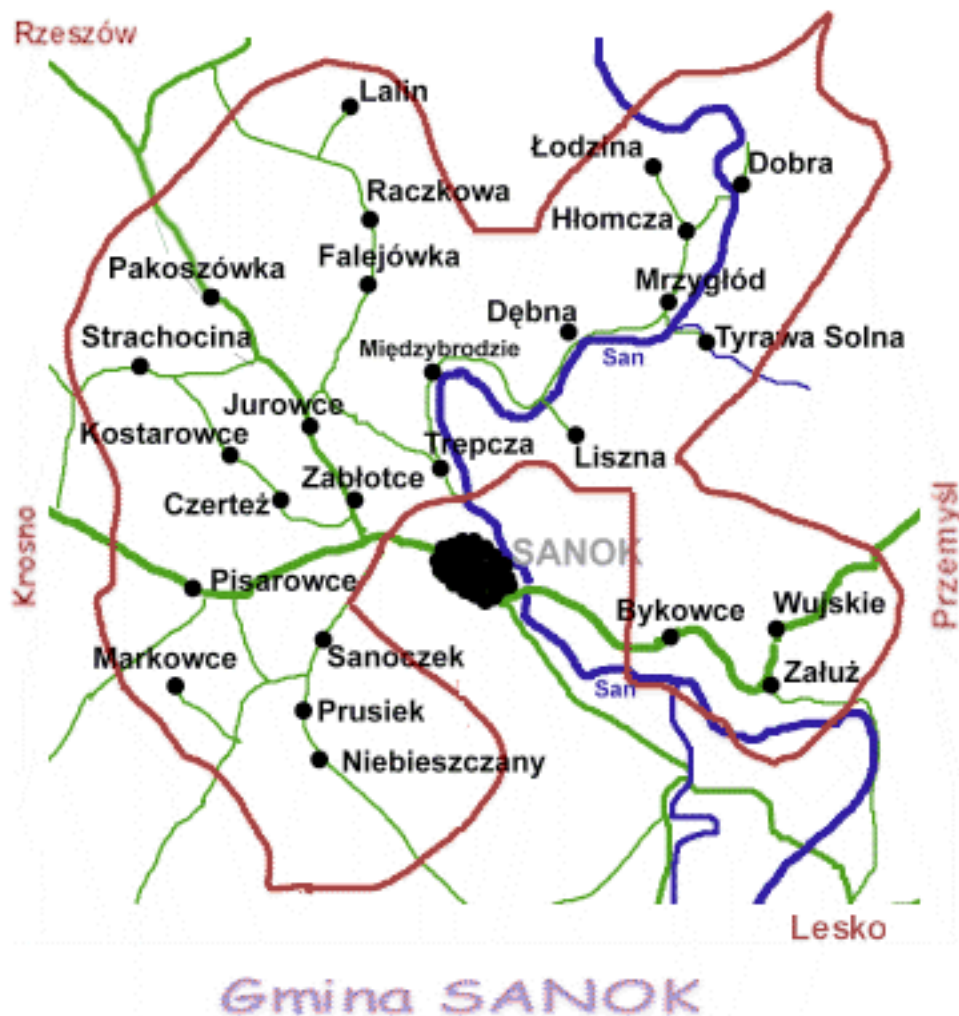 Rzeszów
Lalin
Łodzina
Dobra
Raczkowa
Hłomcza
Falejówka
Pakoszówka
Mrzygłód
Dębna
Strachocina
Międzybrodzie
San
Tyrawa Solna
Jurowce
Kostarowce
Trepcza
Liszna
Zabłotce
Czerteż
Krosno
Przemyśl
SANOK
Pisarowce
Bykowce
Wujskie
Markowce
Sanoczek
Załuż
San
Prusiek
Niebieszczany
Lesko
Gmina SANOK